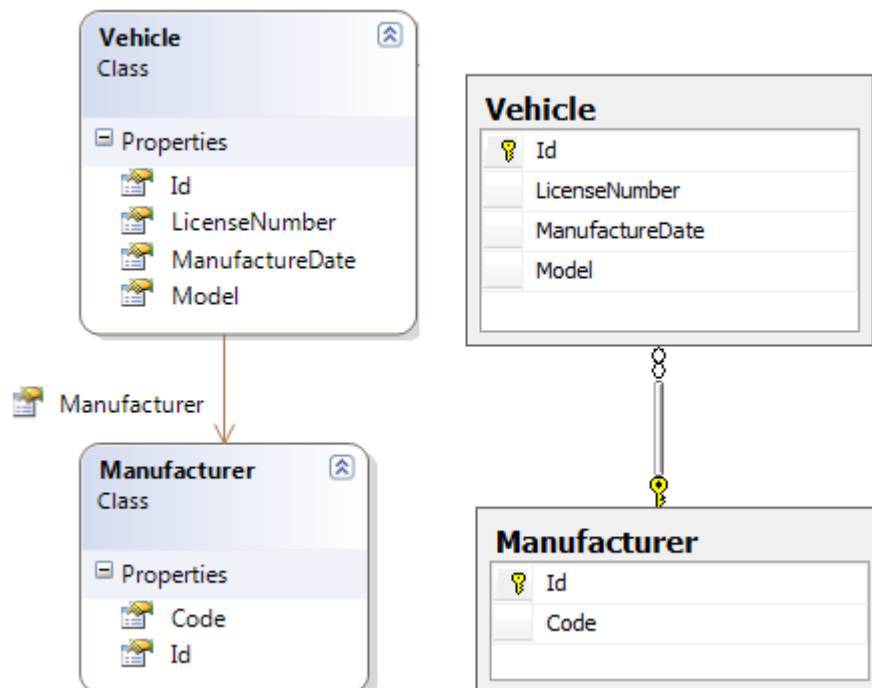 Vehicle
Class
Properties
Id
LicenseNumber
ManufactureDate
Model
Manufacturer
Manufacturer
Class
Properties
Code
Id
Vehicle
Id
LicenseNumber
ManufactureDate
Model
Manufacturer
Id
Code